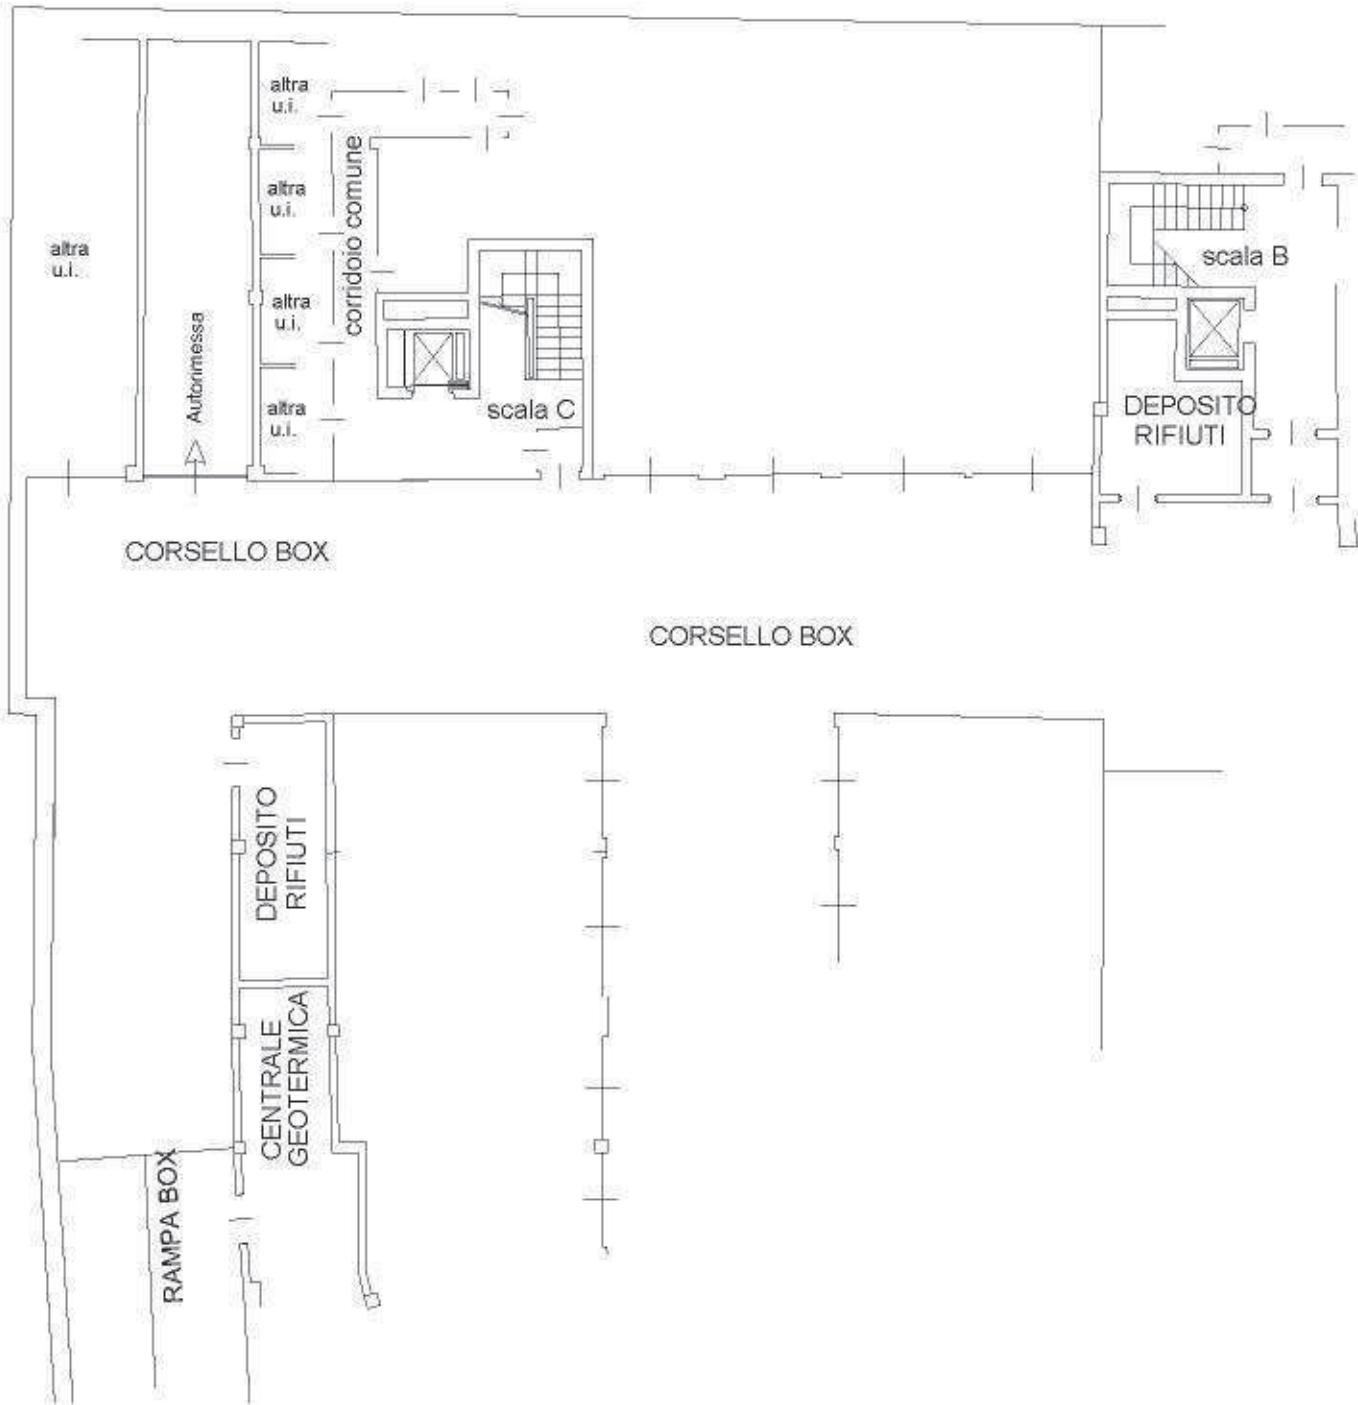 altra
u.i.
altra
u.i.
altra
u.i.
altra
u.i.
altra
u.i.
Autorimessa
corridoio comune
scala C
scala B
DEPOSITO
RIFIUTI
CORSELLO BOX
CORSELLO BOX
DEPOSITO
RIFIUTI
CENTRALE
GEOTERMICA
RAMPA BOX